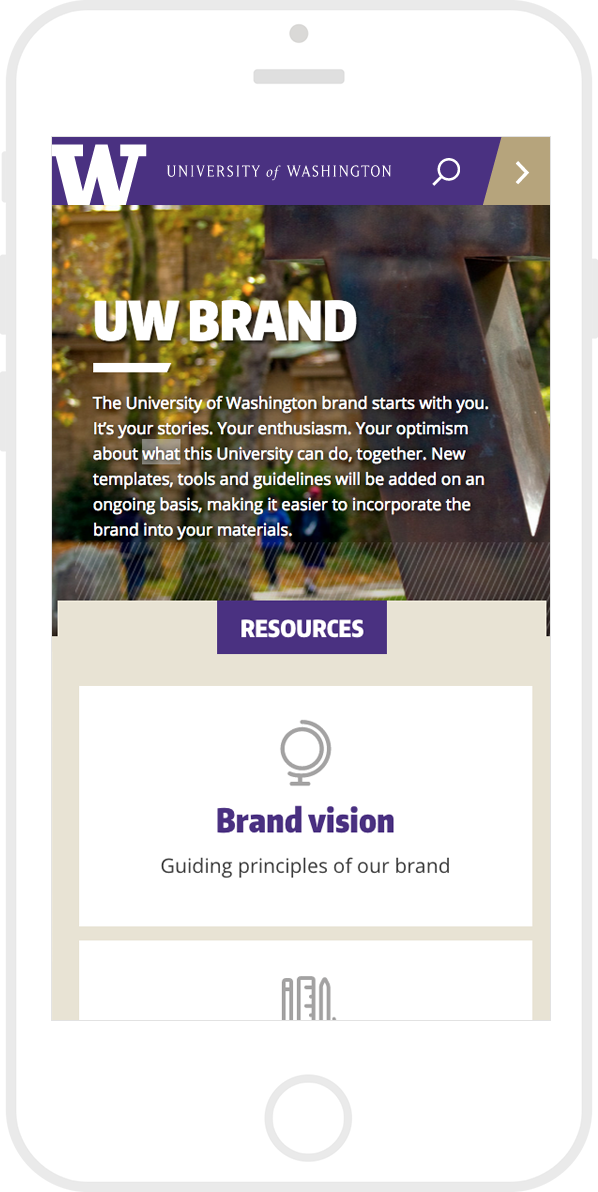 W UNIVERSITY of WASHINGTON
UW BRAND
The University of Washington brand starts with you.
It’s your stories. Your enthusiasm. Your optimism
about what this University can do, together. New
templates, tools and guidelines will be added on an
ongoing basis, making it easier to incorporate the
brand into your materials.
RESOURCES
Brand vision
Guiding principles of our brand